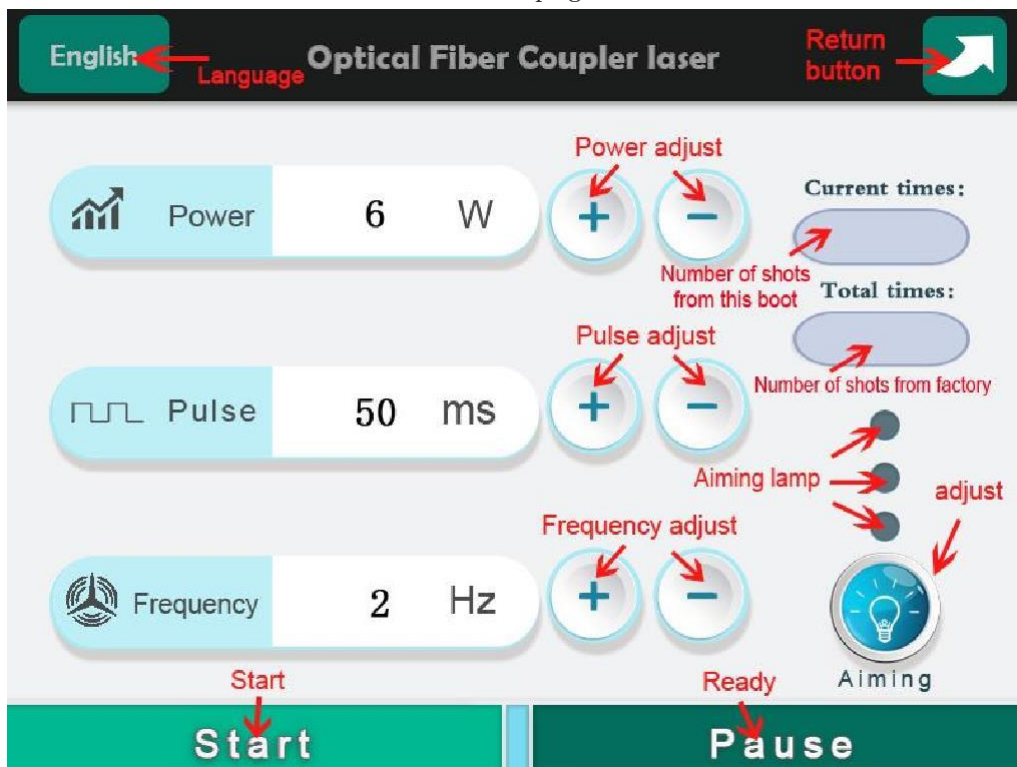 English
Language
Optical Fiber Coupler laser
Return
button
Power adjust
Power 6 W
+ −
Current times:
Number of shots
from this boot
Total times:
Pulse adjust
Number of shots from factory
Pulse 50 ms
+ −
Aiming lamp
adjust
Frequency adjust
Frequency 2 Hz
+ −
Aiming
Start
Ready
Start
Pause